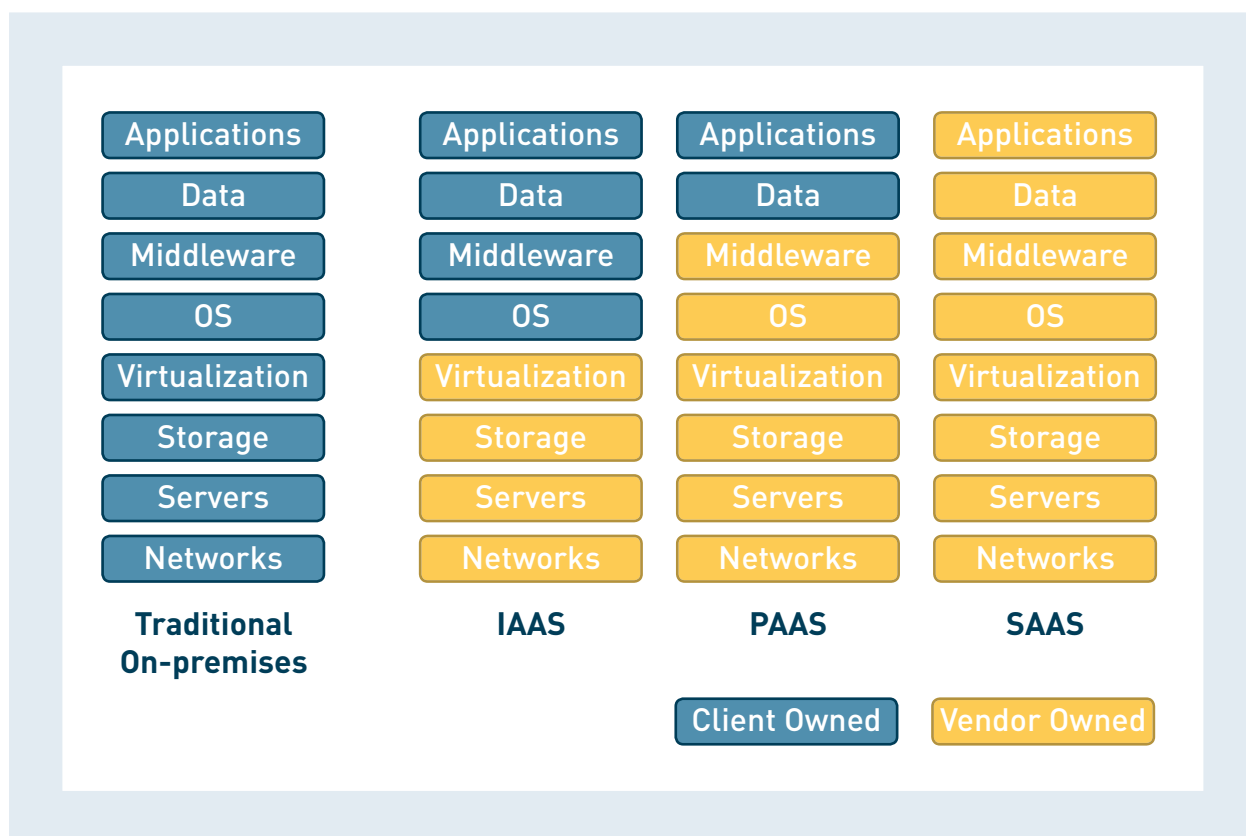 Applications
Data
Middleware
OS
Virtualization
Storage
Servers
Networks
Traditional
On-premises
Applications
Data
Middleware
OS
Virtualization
Storage
Servers
Networks
IAAS
Applications
Data
Middleware
OS
Virtualization
Storage
Servers
Networks
PAAS
Applications
Data
Middleware
OS
Virtualization
Storage
Servers
Networks
SAAS
Client Owned
Vendor Owned